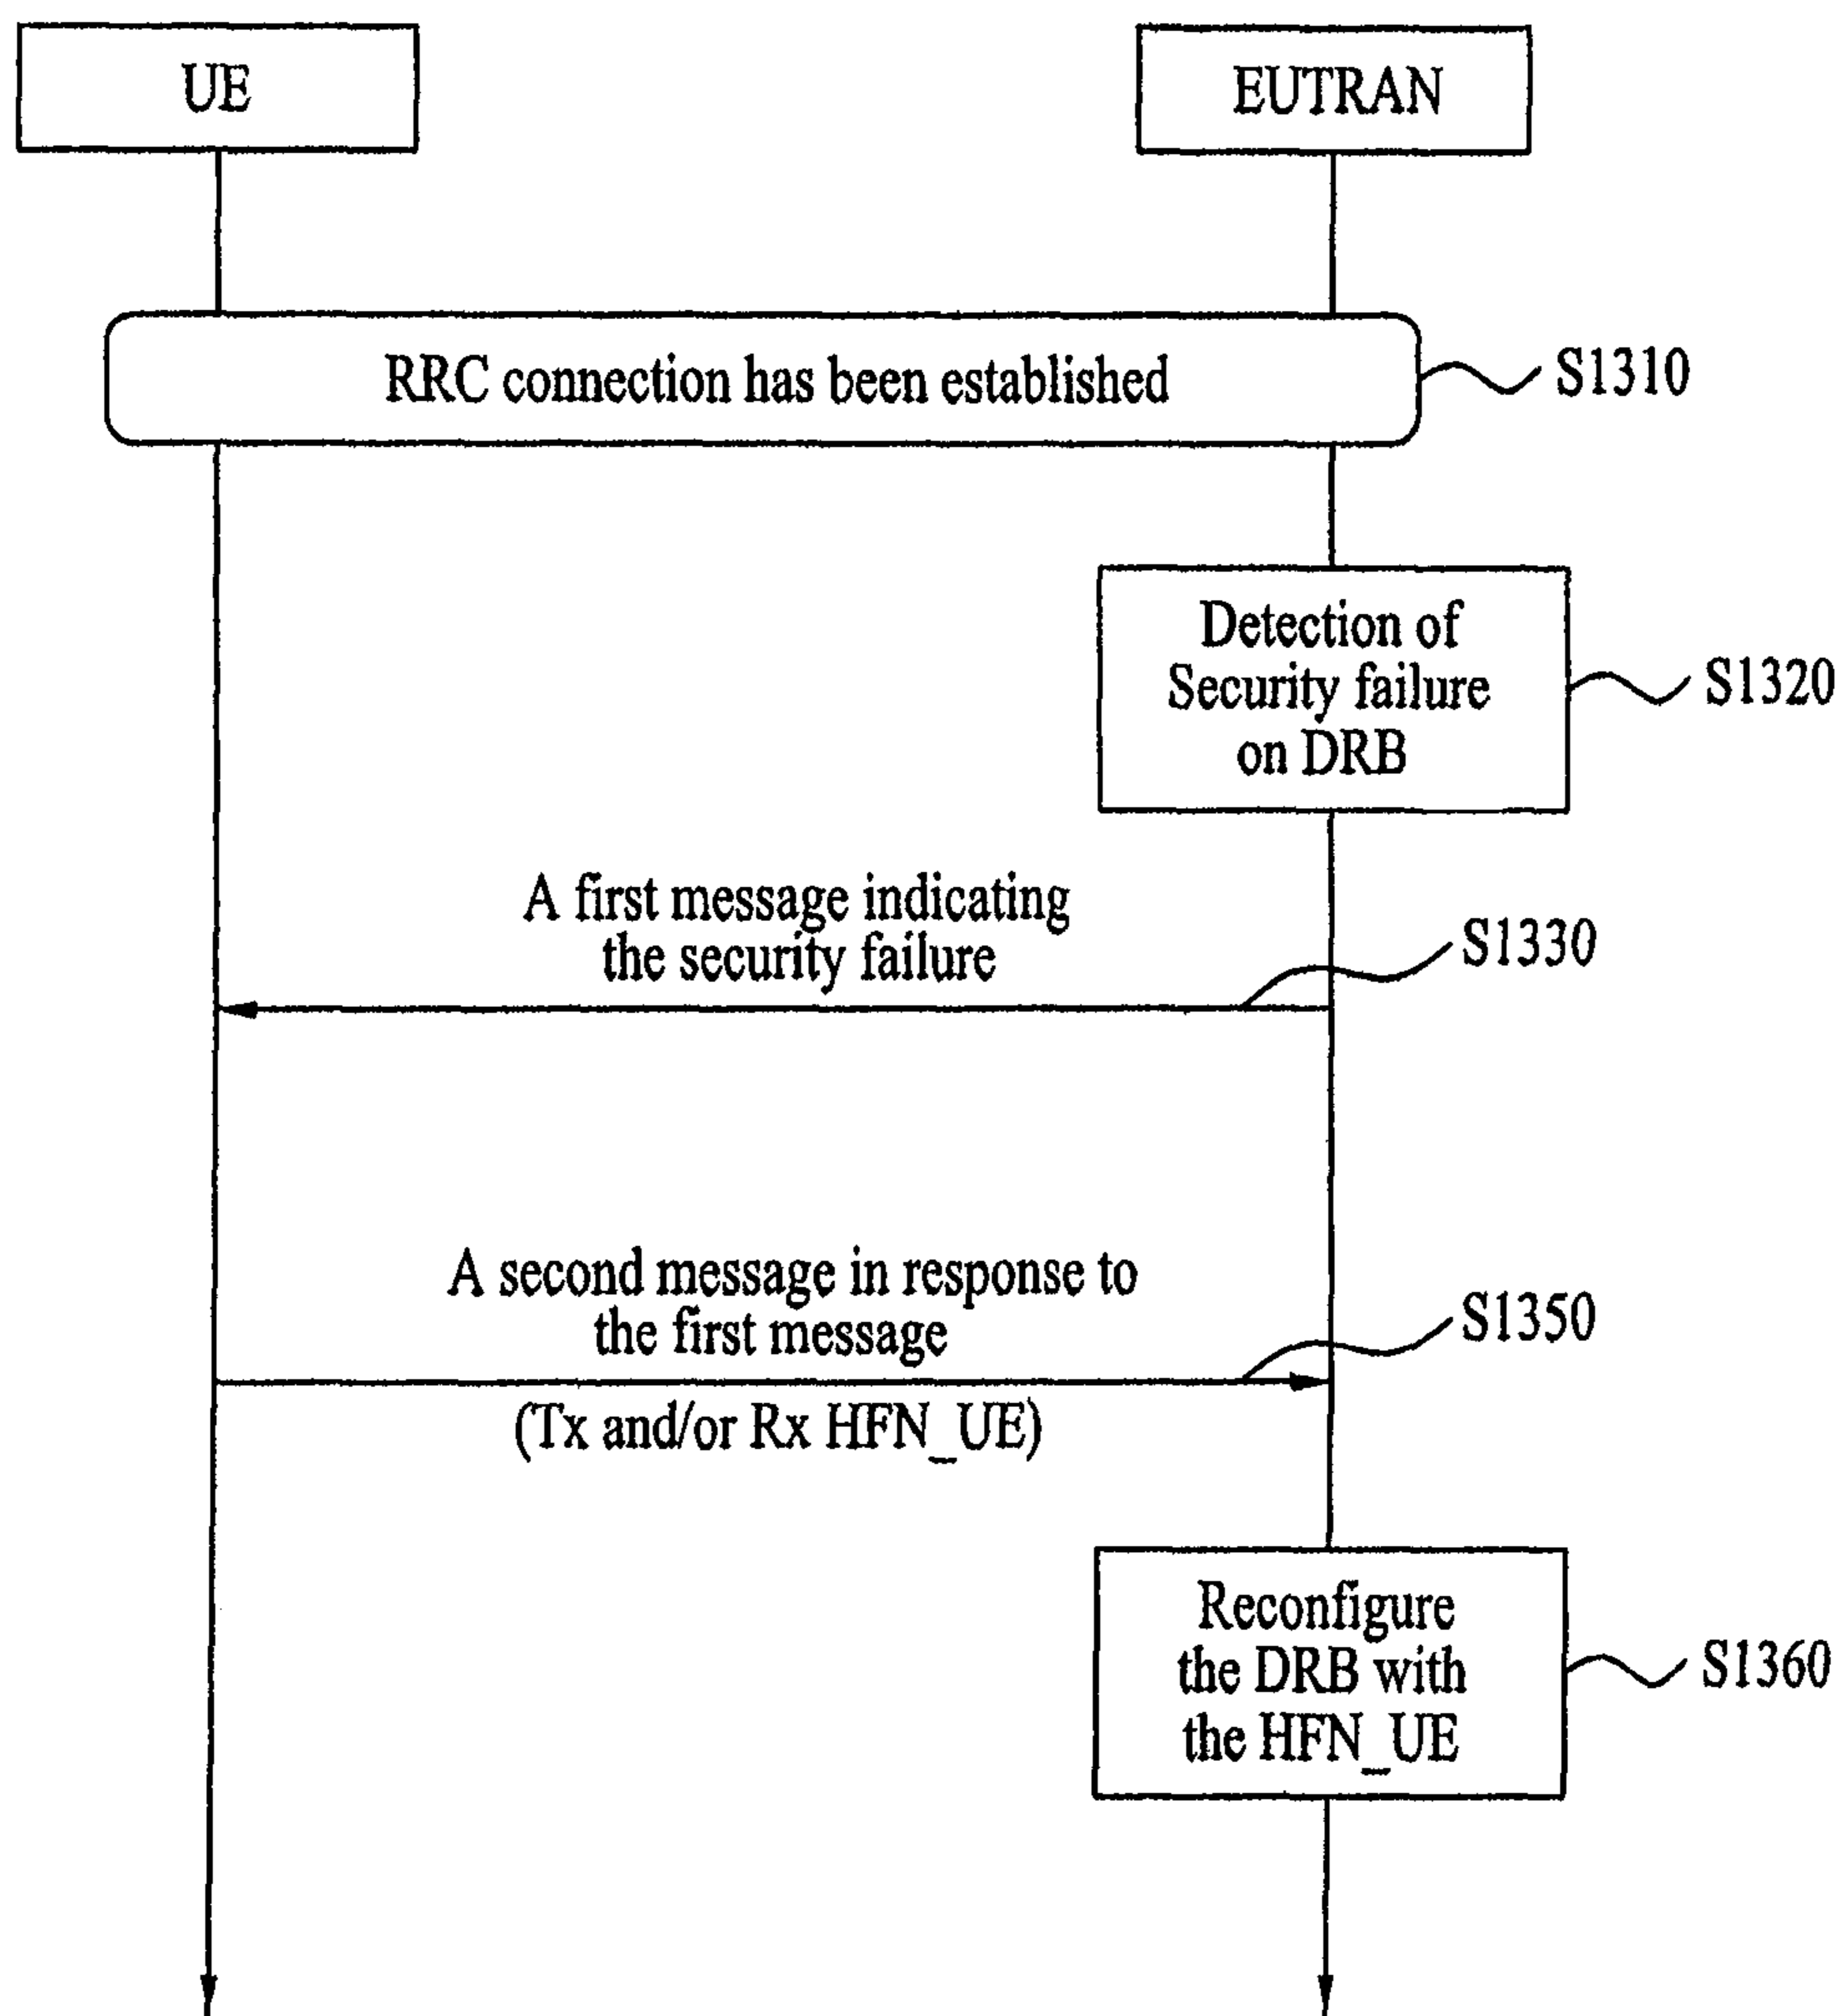 UE
EUTRAN
RRC connection has been established
S1310
Detection of
Security failure
on DRB
S1320
A first message indicating
the security failure
S1330
A second message in response to
the first message
S1350
(Tx and/or Rx HFN_UE)
Reconfigure
the DRB with
the HFN_UE
S1360